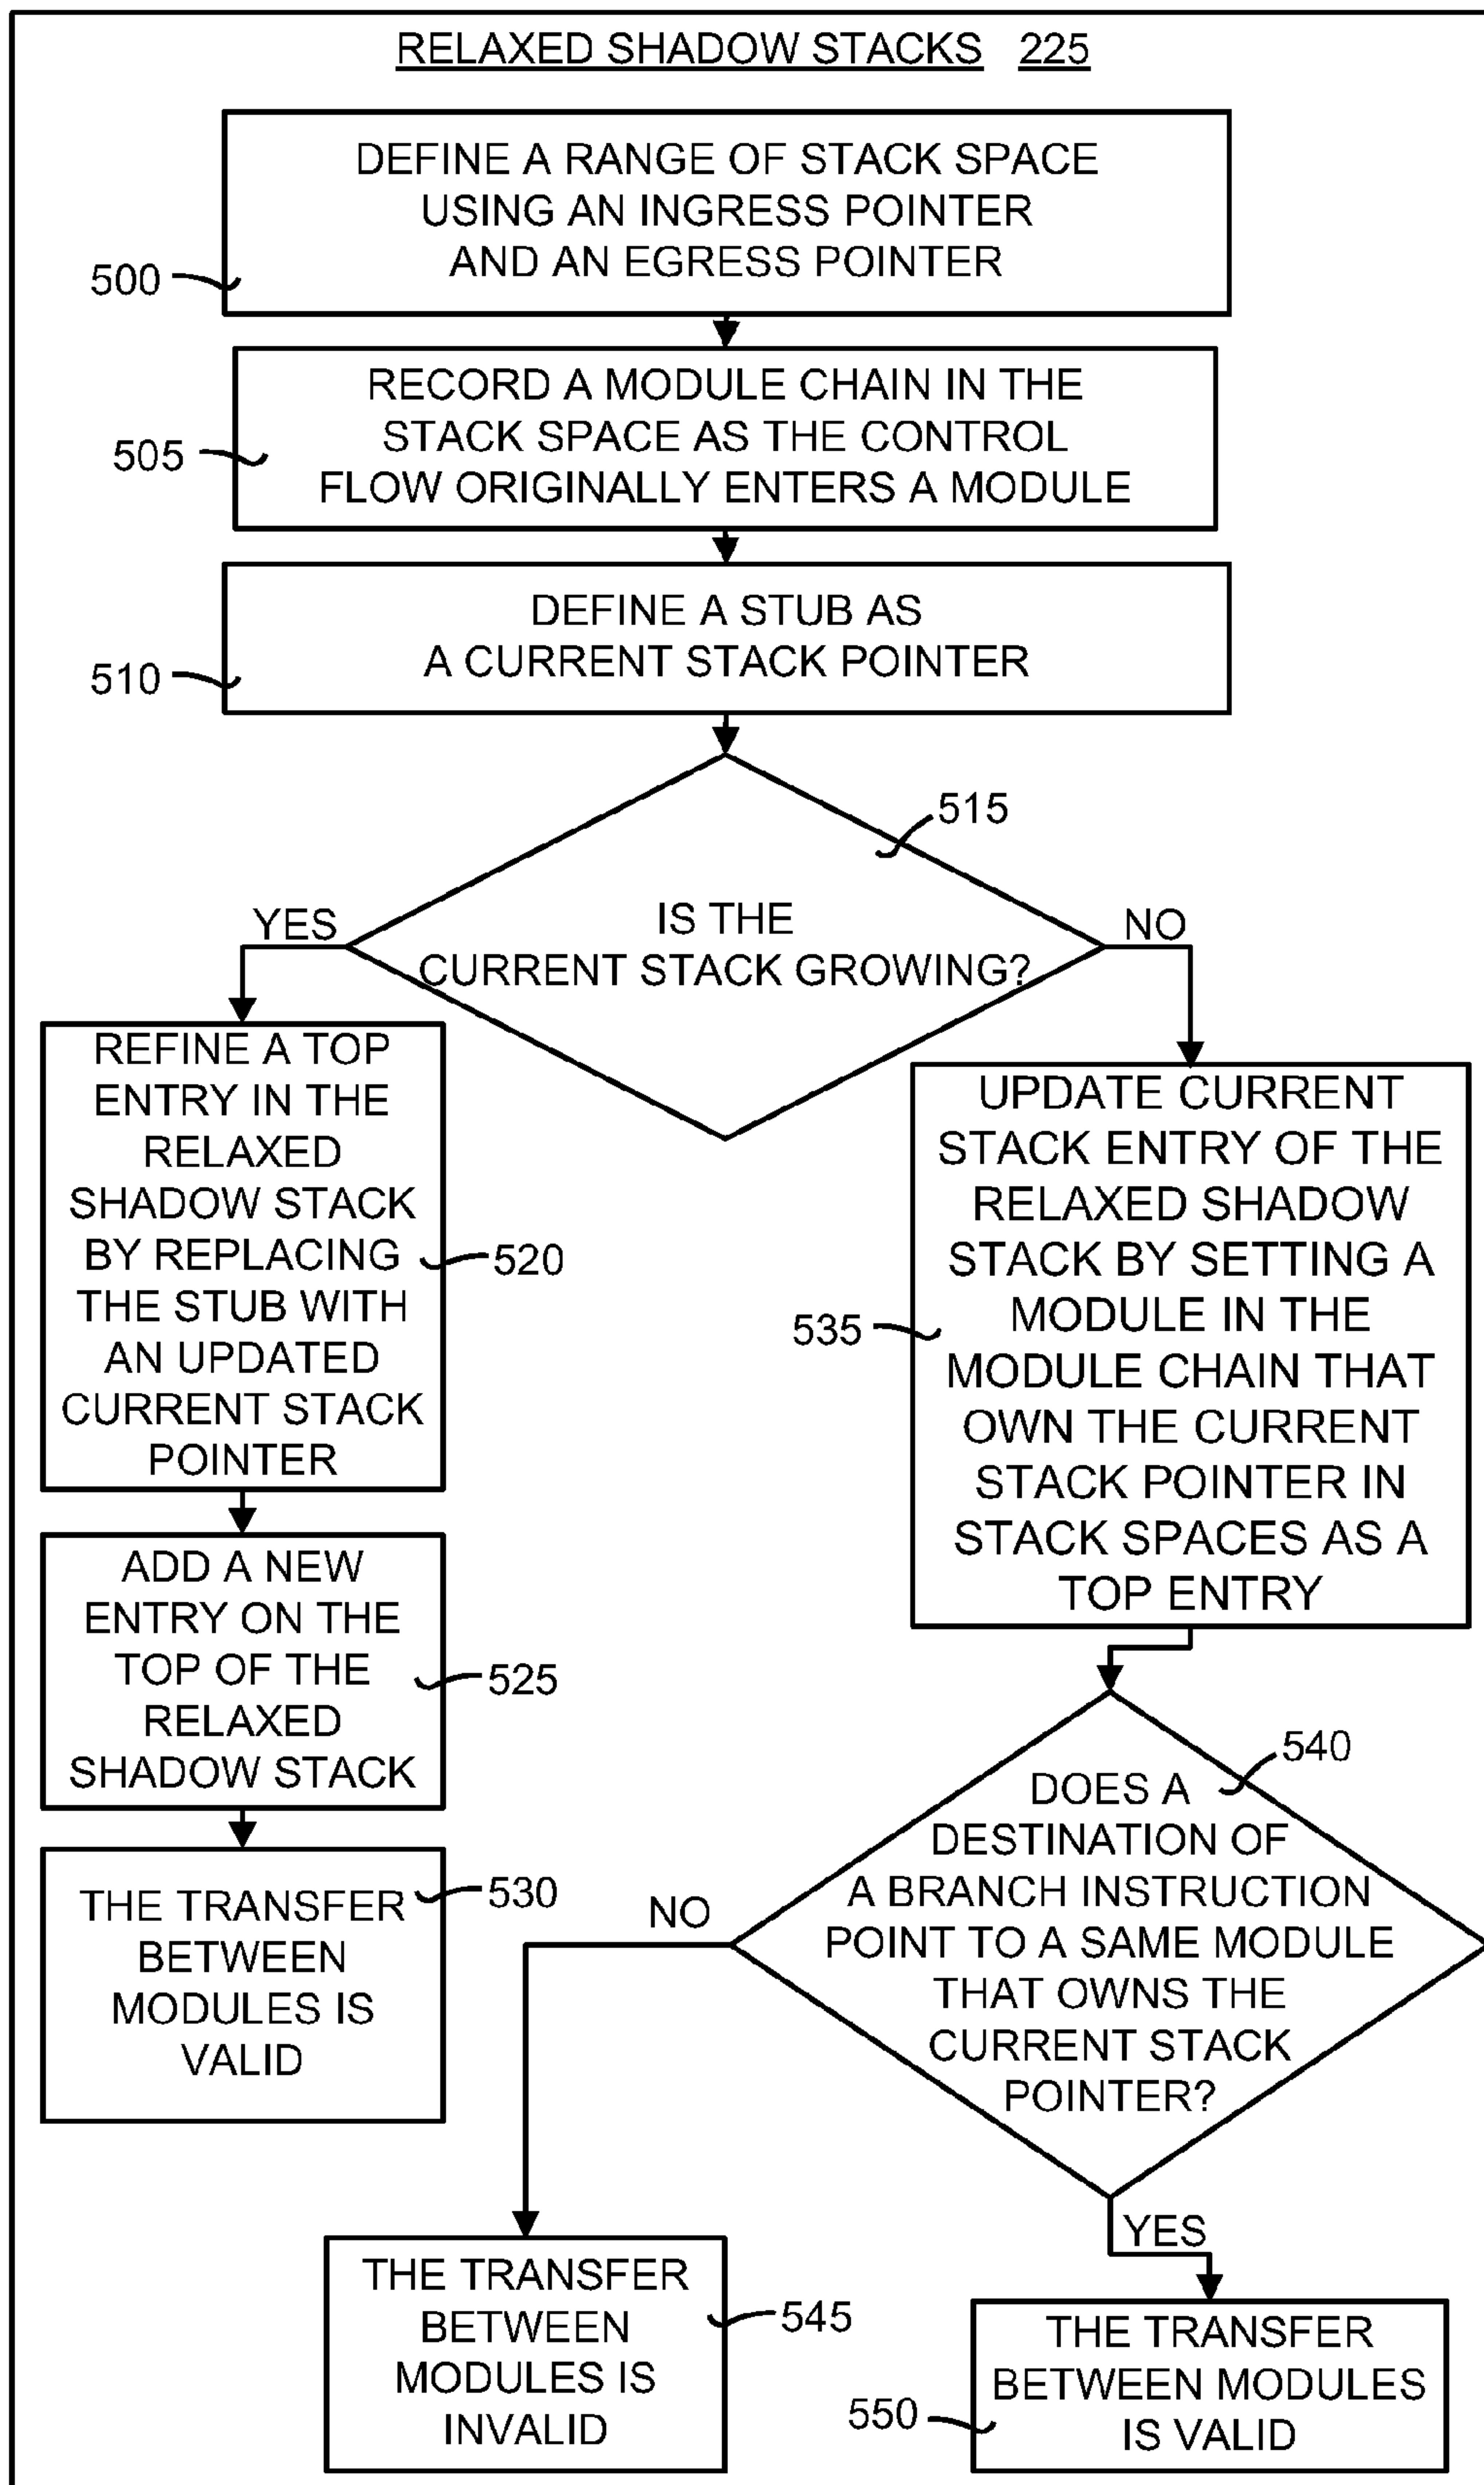 RELAXED SHADOW STACKS 225
DEFINE A RANGE OF STACK SPACE
USING AN INGRESS POINTER
AND AN EGRESS POINTER
500
RECORD A MODULE CHAIN IN THE
STACK SPACE AS THE CONTROL
FLOW ORIGINALLY ENTERS A MODULE
505
DEFINE A STUB AS
A CURRENT STACK POINTER
510
515
IS THE
CURRENT STACK GROWING?
YES
NO
REFINE A TOP
ENTRY IN THE
RELAXED
SHADOW STACK
BY REPLACING
THE STUB WITH
AN UPDATED
CURRENT STACK
POINTER
520
ADD A NEW
ENTRY ON THE
TOP OF THE
RELAXED
SHADOW STACK
525
THE TRANSFER
BETWEEN
MODULES IS
VALID
530
UPDATE CURRENT
STACK ENTRY OF THE
RELAXED SHADOW
STACK BY SETTING A
MODULE IN THE
MODULE CHAIN THAT
OWN THE CURRENT
STACK POINTER IN
STACK SPACES AS A
TOP ENTRY
535
540
DOES A
DESTINATION OF
A BRANCH INSTRUCTION
POINT TO A SAME MODULE
THAT OWNS THE
CURRENT STACK
POINTER?
NO
YES
THE TRANSFER
BETWEEN
MODULES IS
INVALID
545
THE TRANSFER
BETWEEN MODULES
IS VALID
550